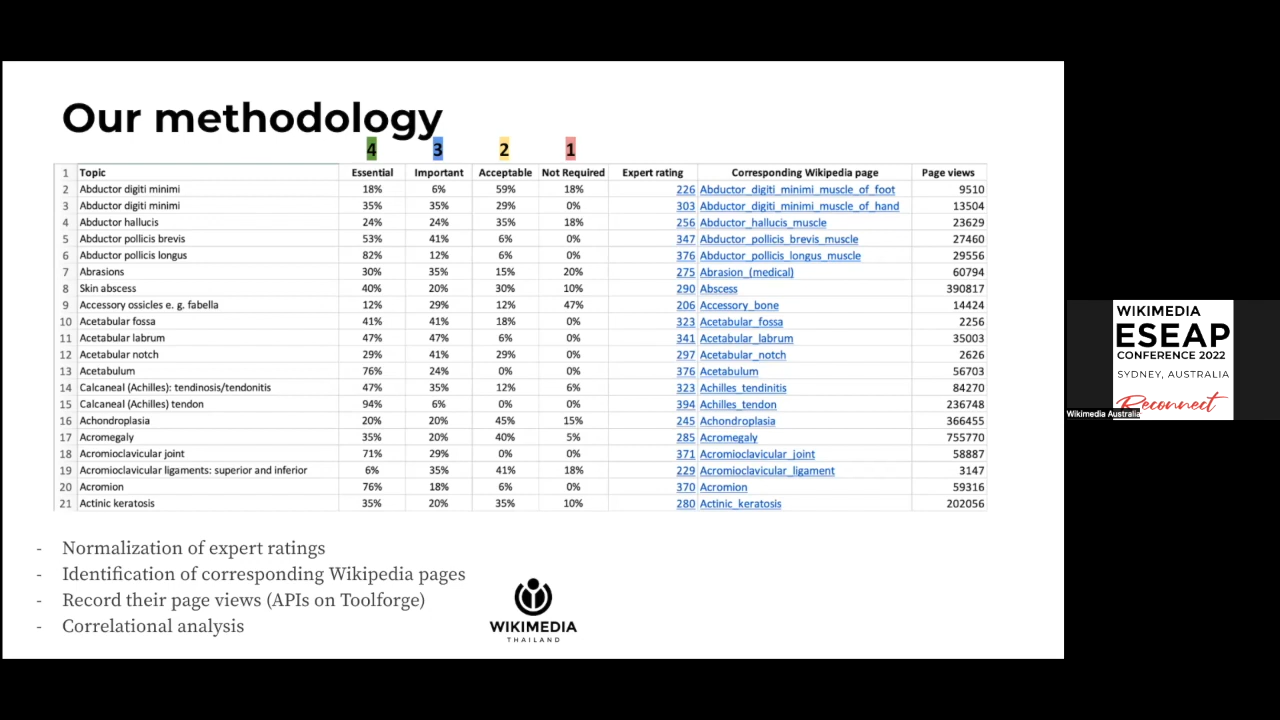 Our methodology
4 3 2 1
1 Topic Essential Important Acceptable Not Required Expert rating Corresponding Wikipedia page Page views
2 Abductor digiti minimi 18% 6% 59% 18% 226 Abductor_digiti_minimi_muscle_of_foot 9510
3 Abductor digiti minimi 35% 35% 29% 0% 303 Abductor_digiti_minimi_muscle_of_hand 13504
4 Abductor hallucis 24% 24% 35% 18% 256 Abductor_hallucis_muscle 23629
5 Abductor pollicis brevis 53% 41% 6% 0% 347 Abductor_pollicis_brevis_muscle 27460
6 Abductor pollicis longus 82% 12% 6% 0% 376 Abductor_pollicis_longus_muscle 29556
7 Abrasions 30% 35% 15% 20% 275 Abrasion_(medical) 60794
8 Skin abscess 40% 20% 30% 10% 290 Abscess 390817
9 Accessory ossicles e. g. fabella 12% 29% 12% 47% 206 Accessory_bone 14424
10 Acetabular fossa 41% 41% 18% 0% 323 Acetabular_fossa 2256
11 Acetabular labrum 47% 47% 6% 0% 341 Acetabular_labrum 35003
12 Acetabular notch 29% 41% 29% 0% 297 Acetabular_notch 2626
13 Acetabulum 76% 24% 0% 0% 376 Acetabulum 56703
14 Calcaneal (Achilles): tendinosis/tendonitis 47% 35% 12% 6% 323 Achilles_tendinitis 84270
15 Calcaneal (Achilles) tendon 94% 6% 0% 0% 394 Achilles_tendon 236748
16 Achondroplasia 20% 20% 45% 15% 245 Achondroplasia 366455
17 Acromegaly 35% 20% 40% 5% 285 Acromegaly 755770
18 Acromioclavicular joint 71% 29% 0% 0% 371 Acromioclavicular_joint 58887
19 Acromioclavicular ligaments: superior and inferior 6% 35% 41% 18% 229 Acromioclavicular_ligament 3147
20 Acromion 76% 18% 6% 0% 370 Acromion 59316
21 Actinic keratosis 35% 20% 35% 10% 280 Actinic_keratosis 202056
- Normalization of expert ratings
- Identification of corresponding Wikipedia pages
- Record their page views (APIs on Toolforge)
- Correlational analysis
WIKIMEDIA
THAILAND
WIKIMEDIA
ESEAP
CONFERENCE 2022
SYDNEY, AUSTRALIA
Reconnect
Wikimedia Australia